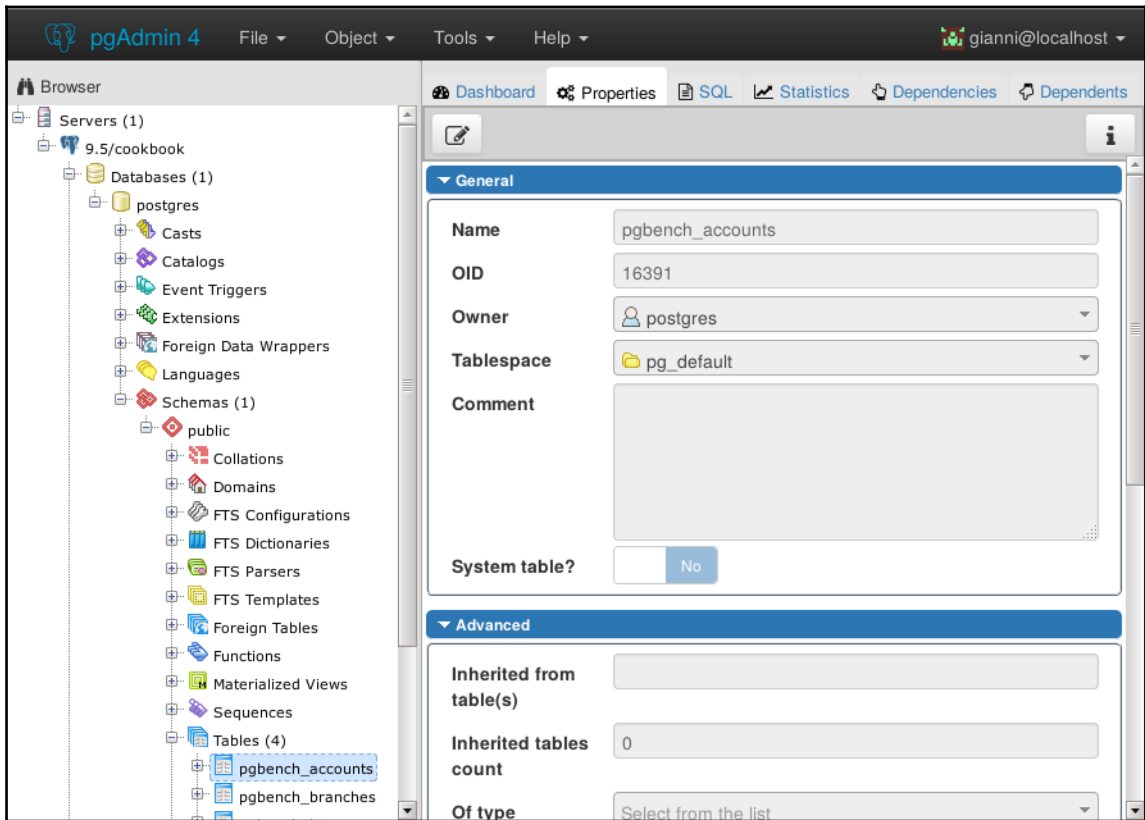 pgAdmin 4 File Object Tools Help gianni@localhost
Browser
Servers (1)
9.5/cookbook
Databases (1)
postgres
Casts
Catalogs
Event Triggers
Extensions
Foreign Data Wrappers
Languages
Schemas (1)
public
Collations
Domains
FTS Configurations
FTS Dictionaries
FTS Parsers
FTS Templates
Foreign Tables
Functions
Materialized Views
Sequences
Tables (4)
pgbench_accounts
pgbench_branches
Dashboard Properties SQL Statistics Dependencies Dependents
General
Name pgbench_accounts
OID 16391
Owner postgres
Tablespace pg_default
Comment
System table? No
Advanced
Inherited from
table(s)
Inherited tables 0
count
Of type Select from the list